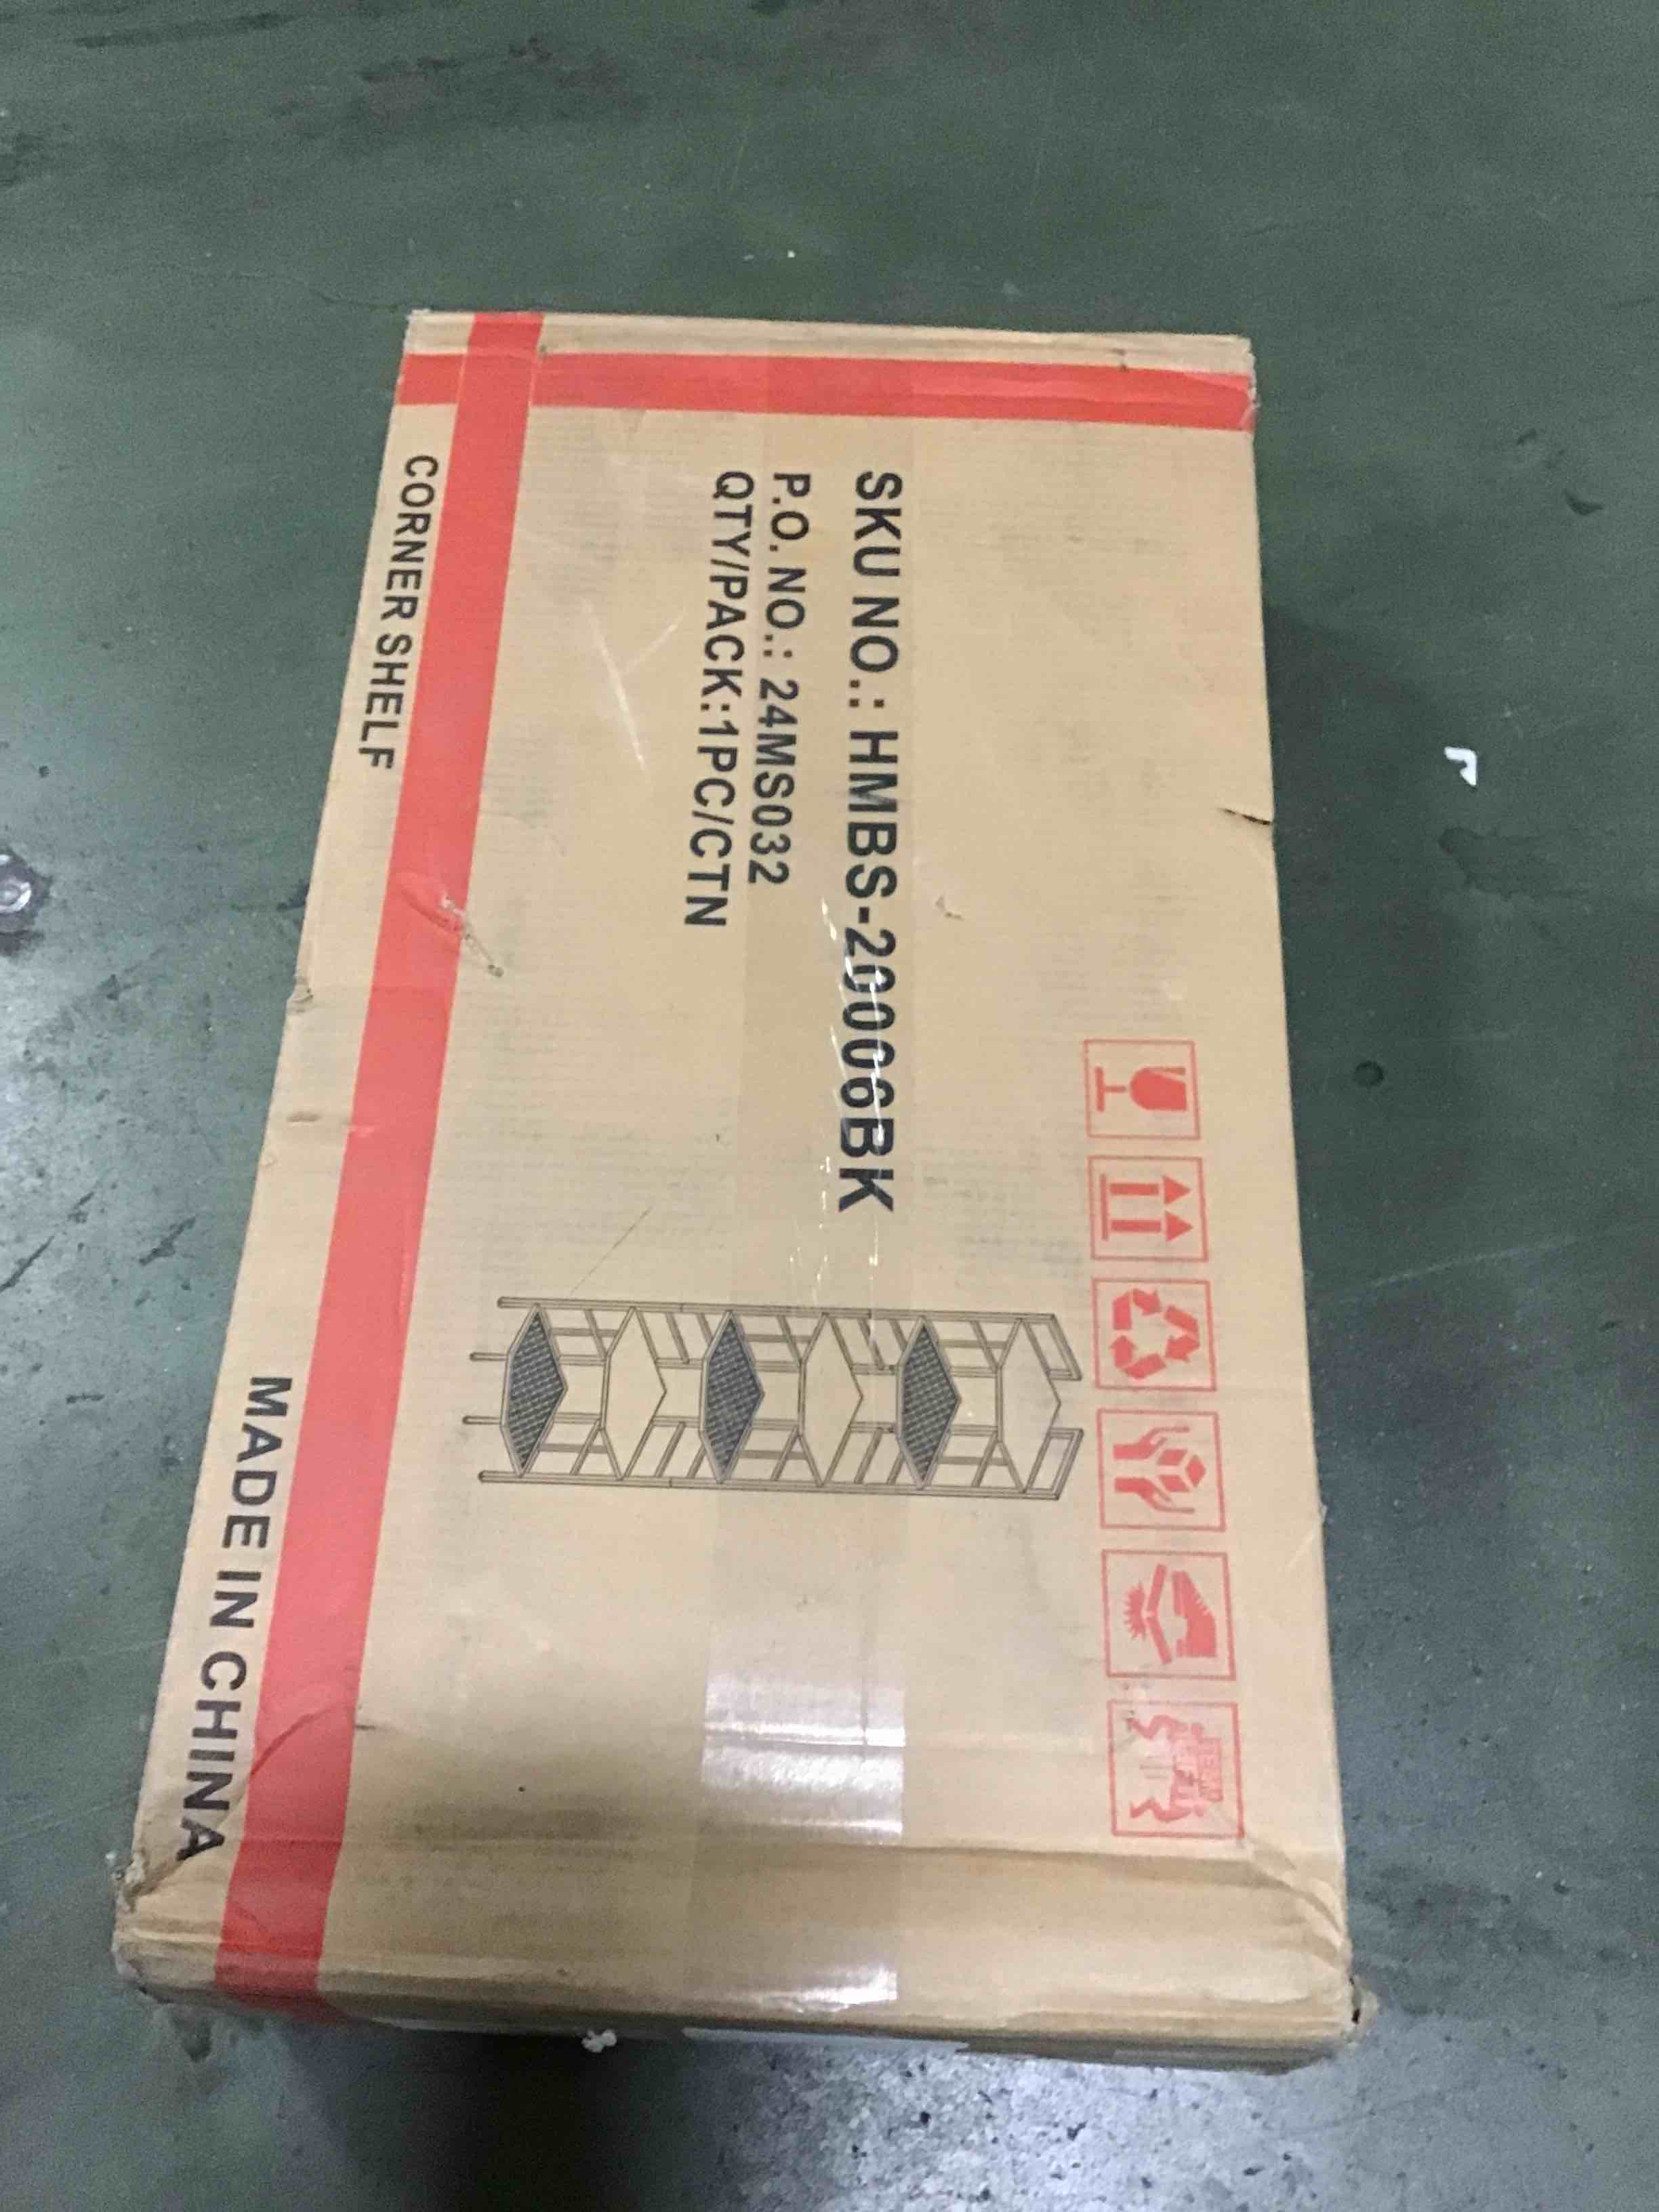 SKU NO.: HMBS-20006BK
P.O. NO.: 24MS032
QTY/PACK:1PC/CTN
CORNER SHELF
MADE IN CHINA